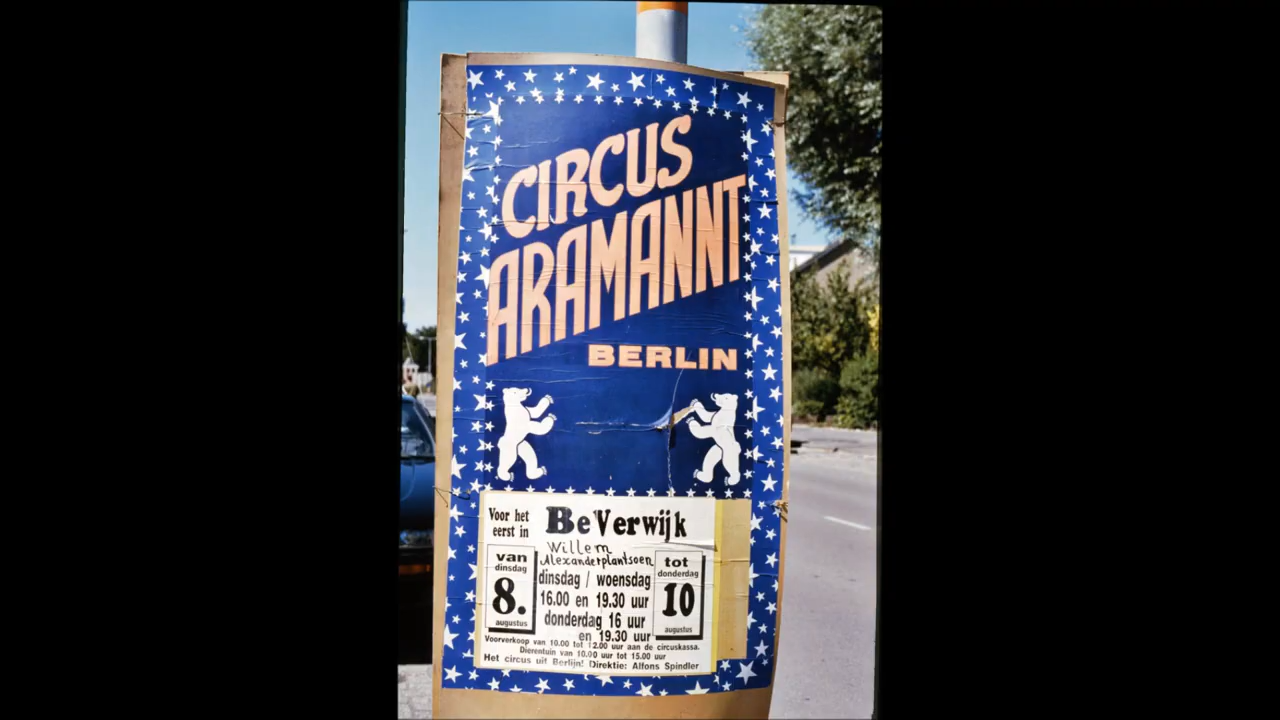 CIRCUS
ARAMANNT
BERLIN
Voor het
eerst in
BeVerwijk
Willem
Alexanderplantsoen
van
dinsdag
8.
augustus
dinsdag / woensdag
16.00 en 19.30 uur
donderdag 16 uur
en 19.30 uur
tot
donderdag
10
augustus
Voorverkoop van 10.00 tot 12.00 uur aan de circuskassa.
Dierentuin van 10.00 uur tot 15.00 uur
Het circus uit Berlijn! Direktie: Alfons Spindler